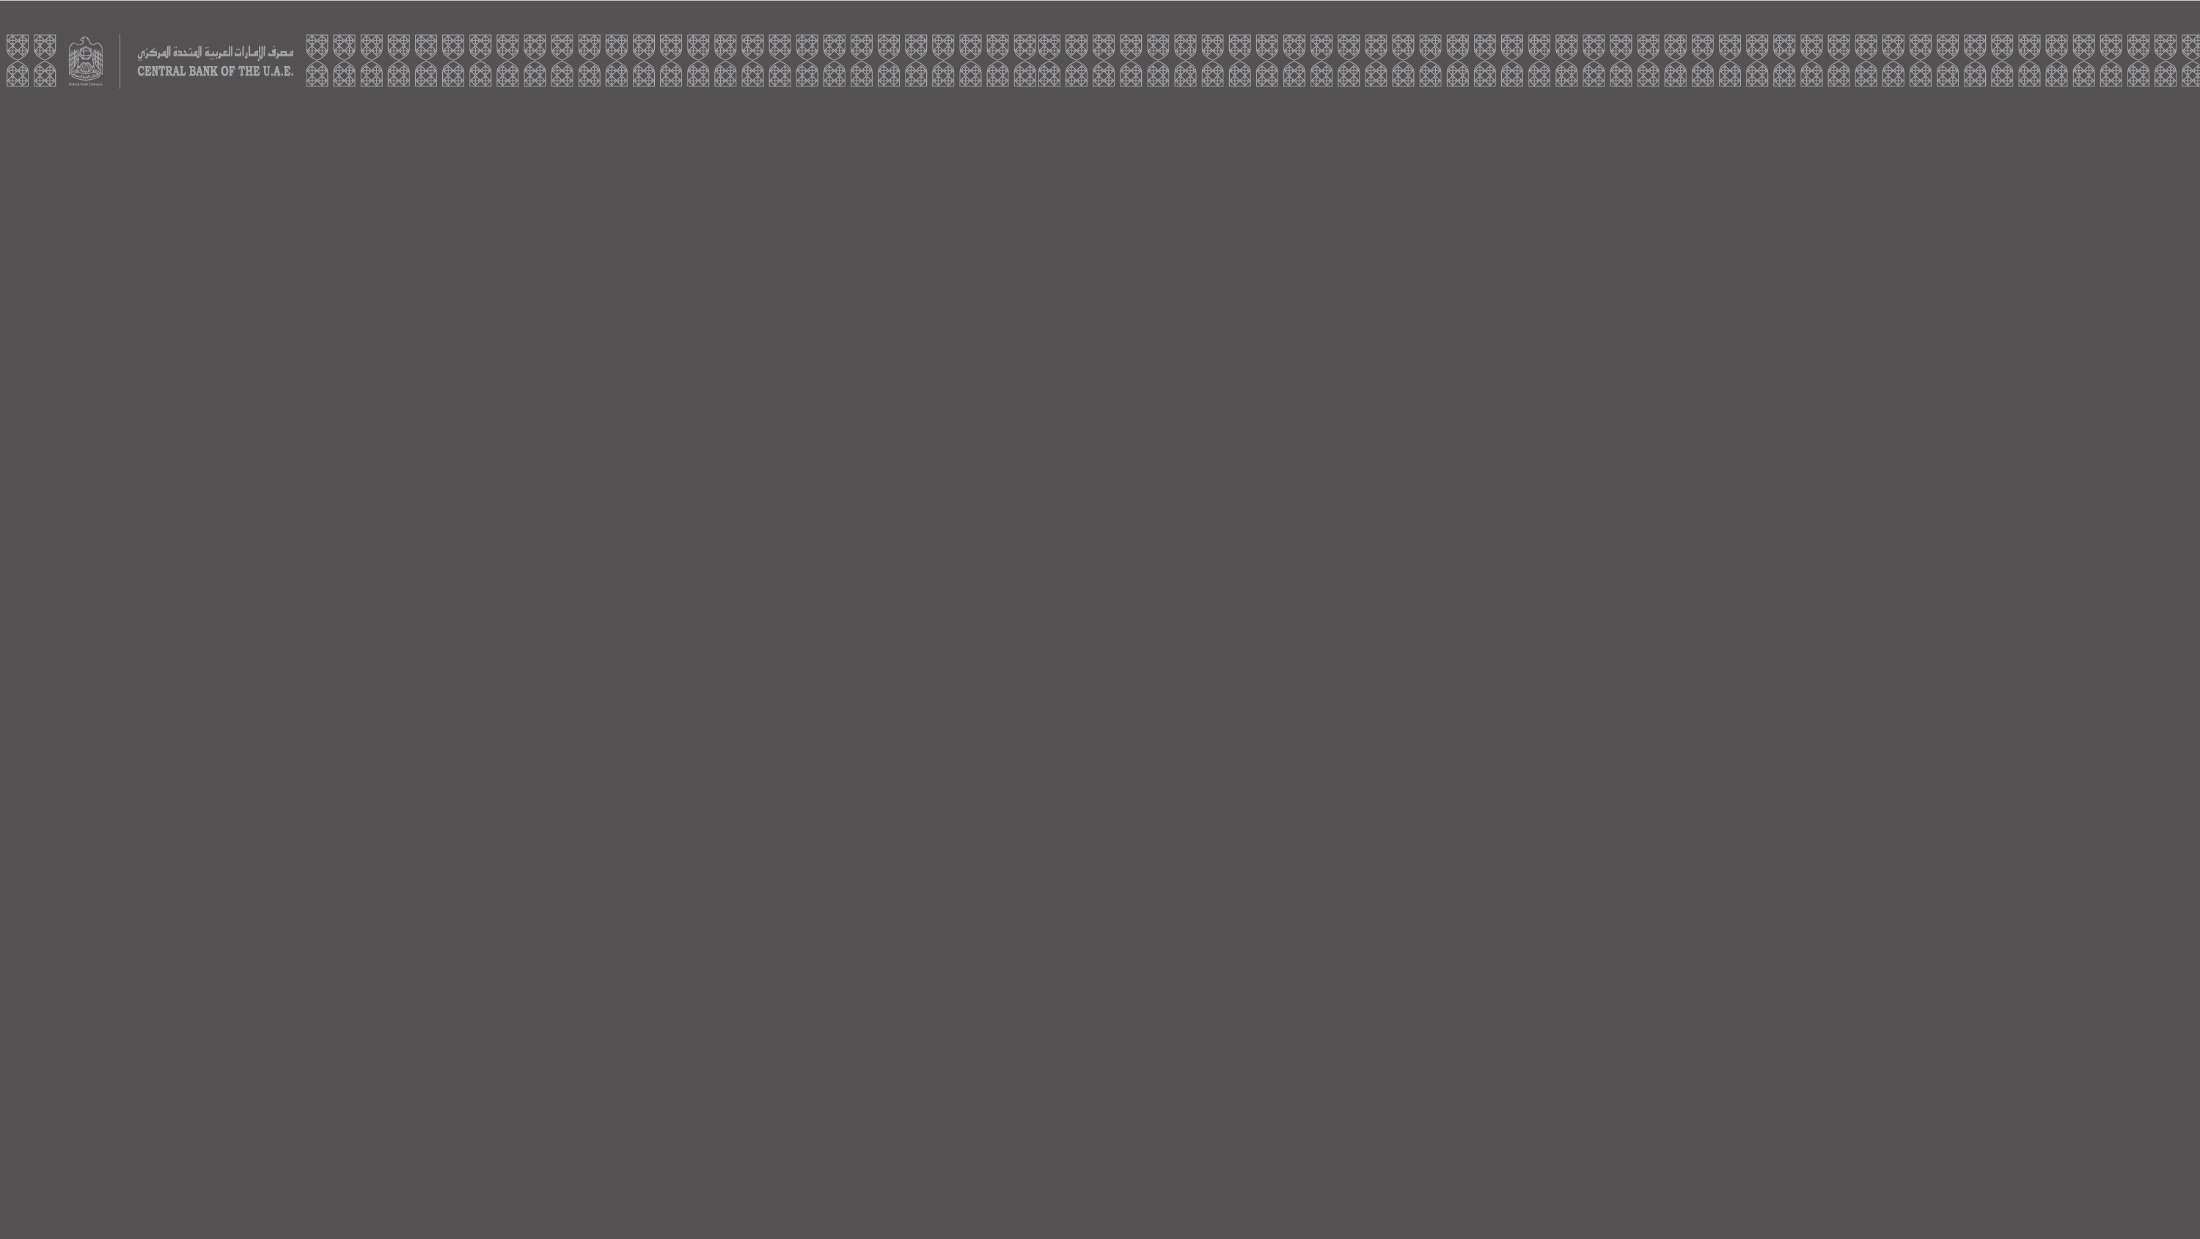 مصرف الإمارات العربية المتحدة المركزي
CENTRAL BANK OF THE U.A.E.